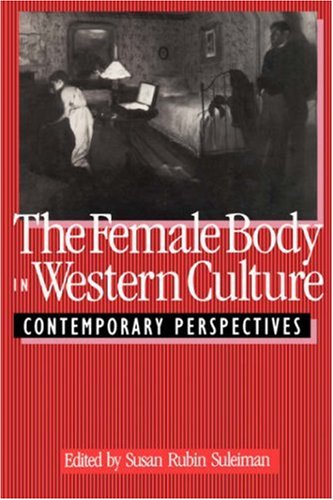 The Female Body
IN Western Culture
CONTEMPORARY PERSPECTIVES
Edited by Susan Rubin Suleiman